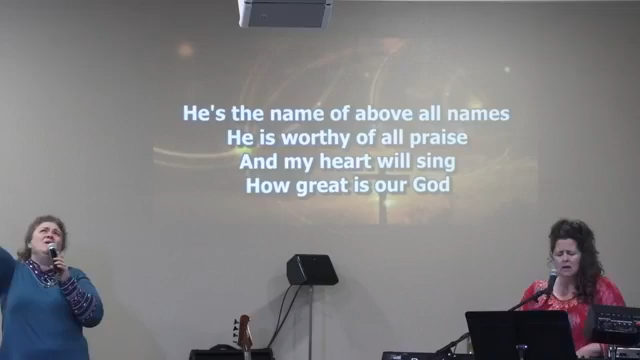 He's the name of above all names
He is worthy of all praise
And my heart will sing
How great is our God